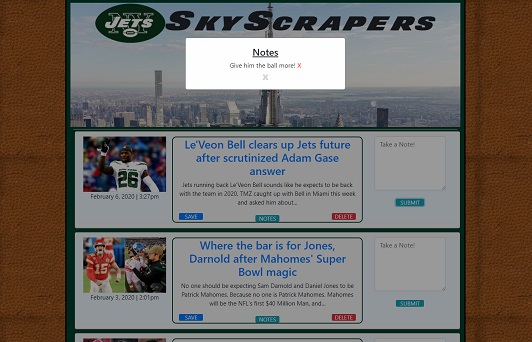 NY
JETS
SKYSCRAPERS
Notes
Give him the ball more! X
X
Le'Veon Bell clears up Jets future
after scrutinized Adam Gase
answer
Jets running back Le'Veon Bell sounds like he expects to be back
with the team in 2020. TMZ caught up with Bell in Miami this week
and asked him about...
SAVE
NOTES
DELETE
26
February 6, 2020 | 3:27pm
Take a Note!
SUBMIT
Where the bar is for Jones,
Darnold after Mahomes' Super
Bowl magic
No one should be expecting Sam Darnold and Daniel Jones to be
Patrick Mahomes. Because no one is Patrick Mahomes. Mahomes
will be the NFL's first $40 Million Man, and...
SAVE
NOTES
DELETE
15
February 3, 2020 | 2:01pm
Take a Note!
SUBMIT